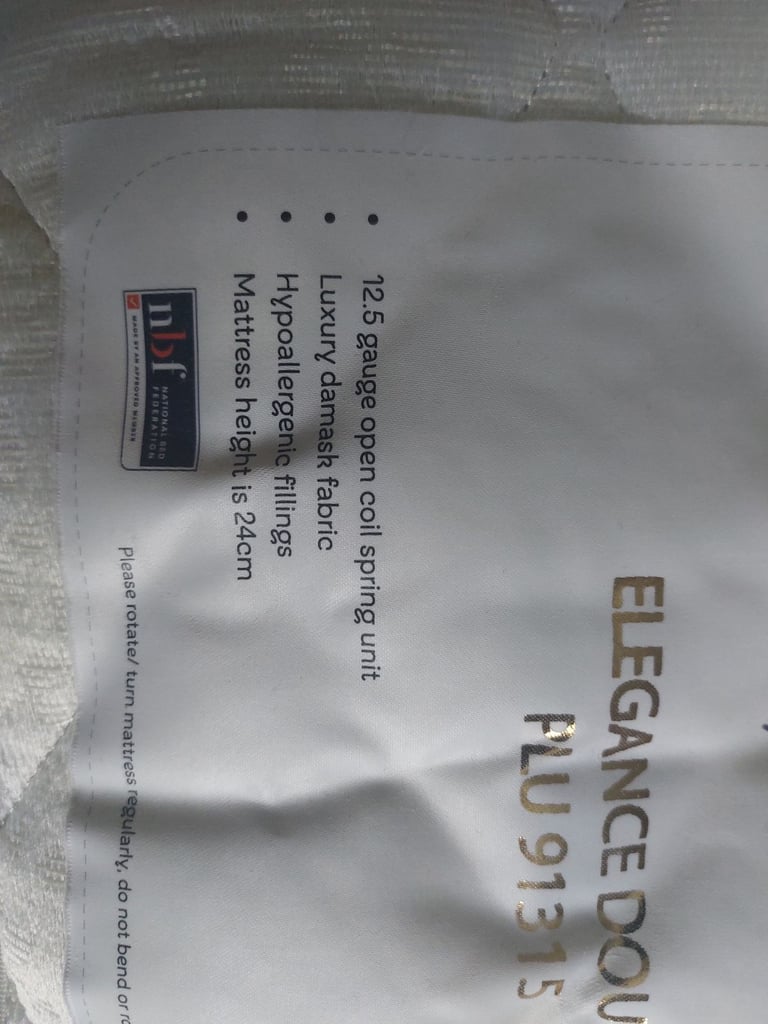 ELEGANCE DOU
PLU 91315
• 12.5 gauge open coil spring unit
• Luxury damask fabric
• Hypoallergenic fillings
• Mattress height is 24cm
nbf NATIONAL BED
FEDERATION
MADE BY AN APPROVED MEMBER
Please rotate/ turn mattress regularly, do not bend or ro